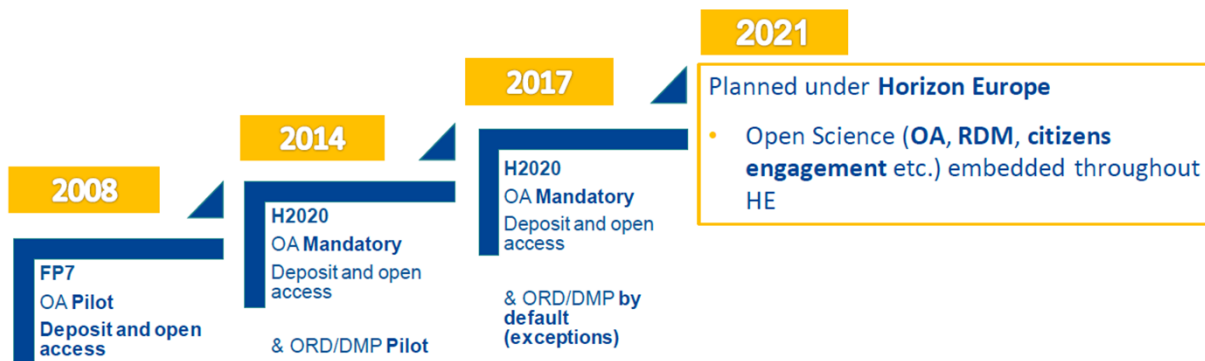 2008
FP7
OA Pilot
Deposit and open
access
2014
H2020
OA Mandatory
Deposit and open
access
& ORD/DMP Pilot
2017
H2020
OA Mandatory
Deposit and open
access
& ORD/DMP by
default
(exceptions)
2021
Planned under Horizon Europe
• Open Science (OA, RDM, citizens
engagement etc.) embedded throughout
HE